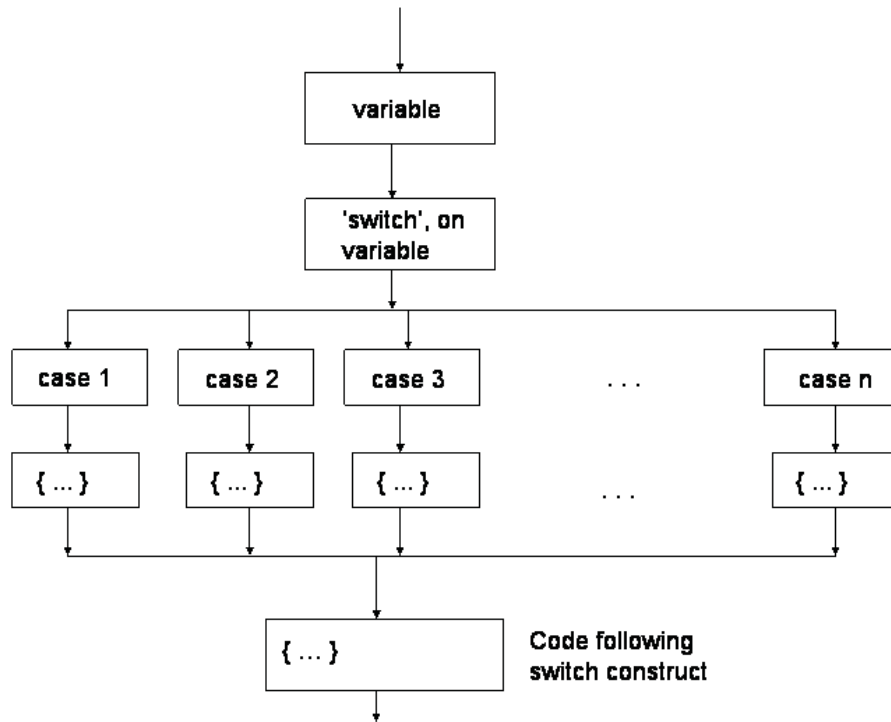 variable
'switch', on
variable
case 1
case 2
case 3
. . .
case n
{ ... }
{ ... }
{ ... }
. . .
{ ... }
{ ... }
Code following
switch construct